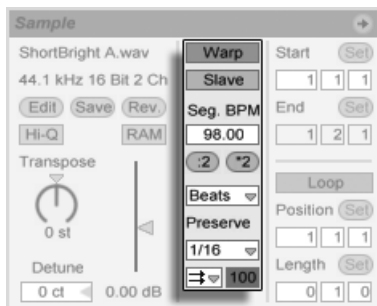 Sample
ShortBright A.wav
44.1 kHz 16 Bit 2 Ch
Edit Save Rev.
Hi-Q RAM
Transpose
0 st
Detune
0 ct 0.00 dB
Warp
Slave
Seg. BPM
98.00
:2 *2
Beats
Preserve
1/16
100
Start Set
1 1 1
End Set
1 2 1
Loop
Position Set
1 1 1
Length Set
0 1 0